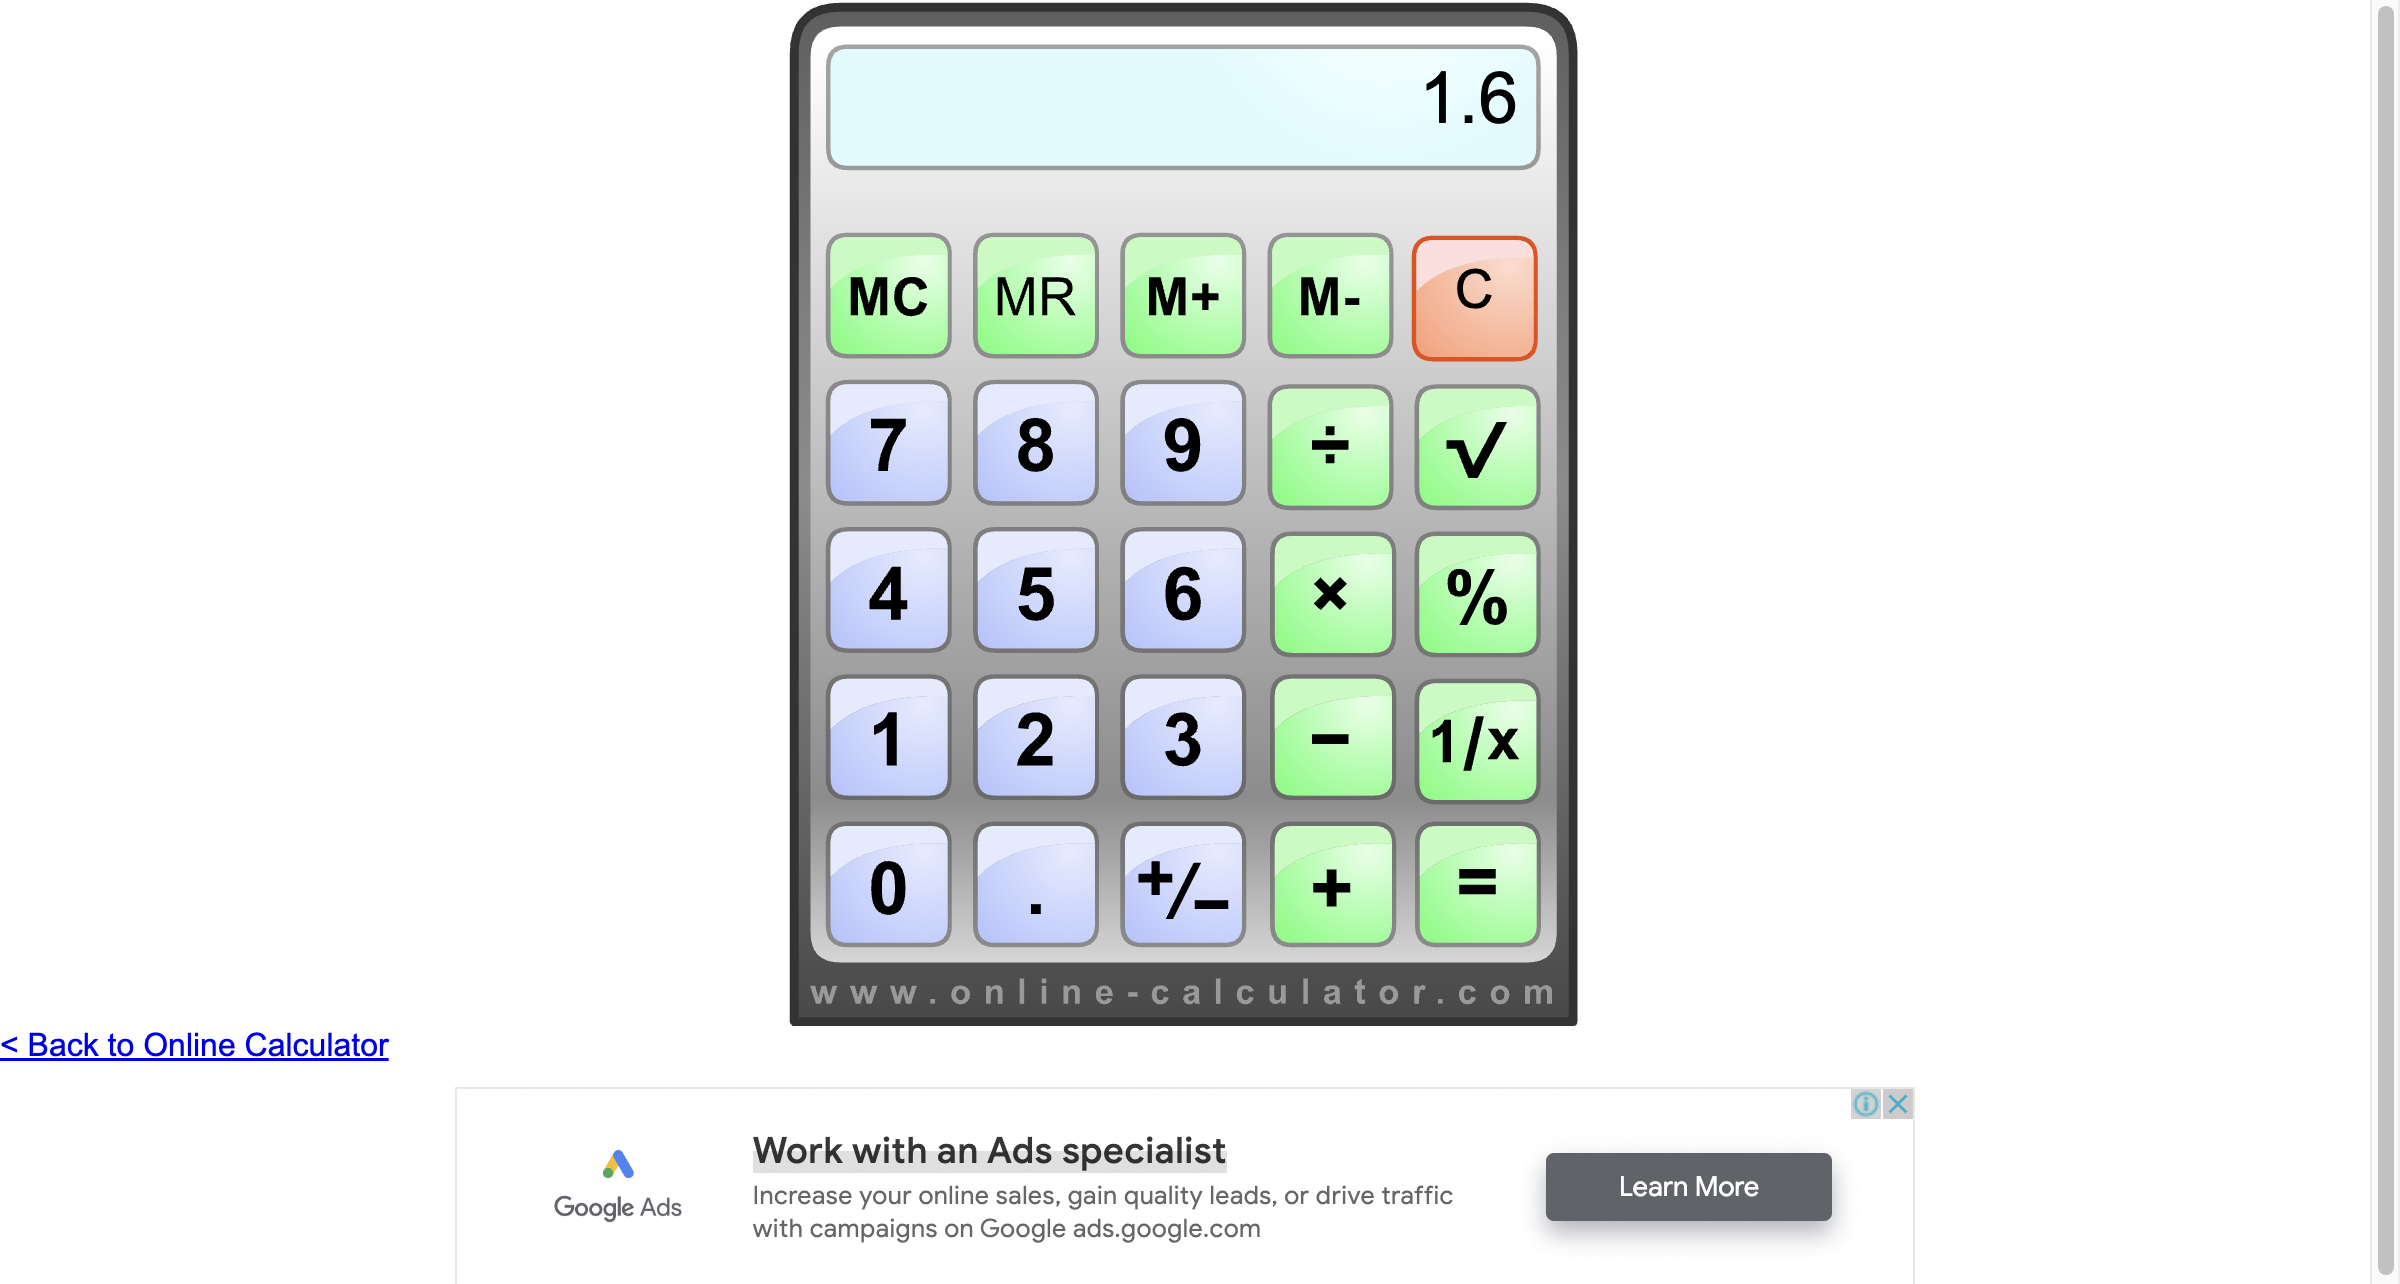 1.6
MC MR M+ M- C
7 8 9 ÷ √
4 5 6 × %
1 2 3 − 1/x
0 . +/− + =
www.online-calculator.com
< Back to Online Calculator
Google Ads
Work with an Ads specialist
Increase your online sales, gain quality leads, or drive traffic
with campaigns on Google ads.google.com
Learn More